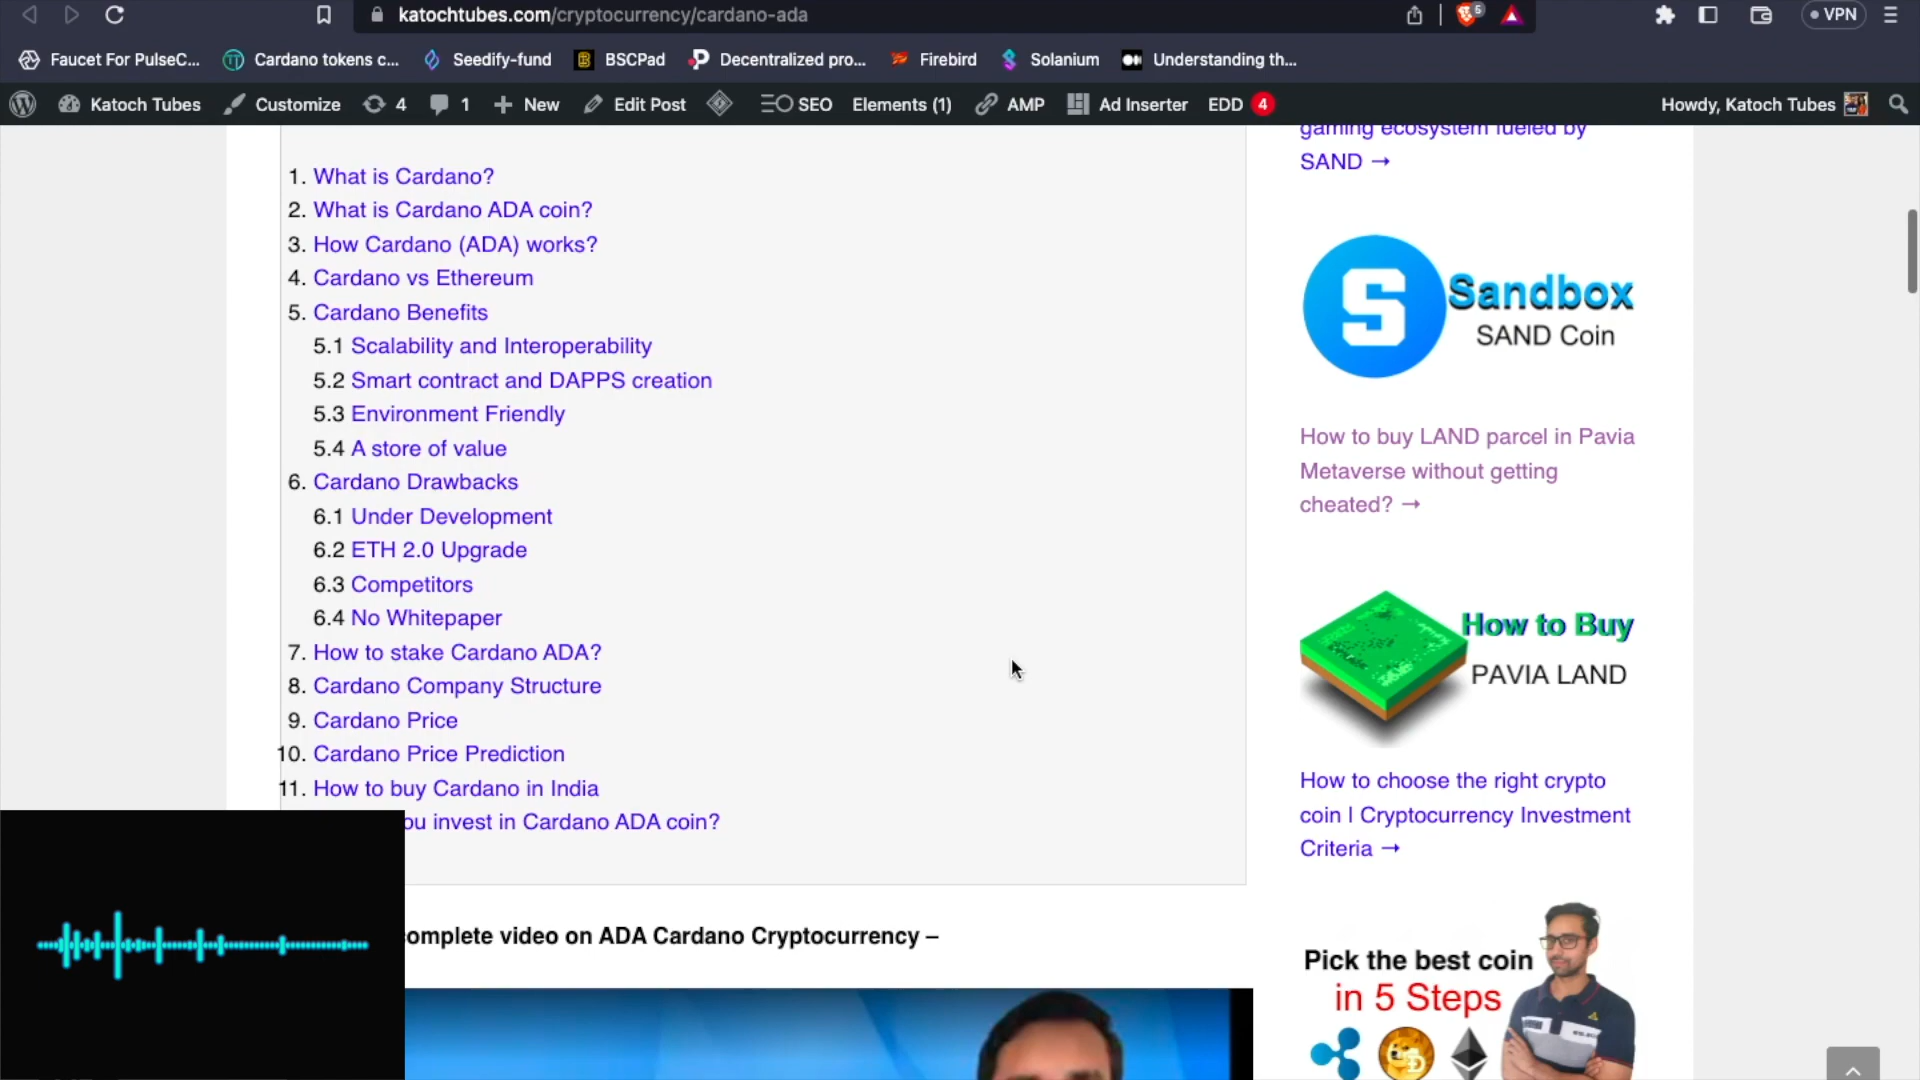 katochtubes.com/cryptocurrency/cardano-ada
5
VPN
Faucet For PulseC...
Cardano tokens c...
Seedify-fund
BSCPad
Decentralized pro...
Firebird
Solanium
Understanding th...
Katoch Tubes
Customize
4
1
New
Edit Post
SEO
Elements (1)
AMP
Ad Inserter
EDD 4
Howdy, Katoch Tubes
1. What is Cardano?
2. What is Cardano ADA coin?
3. How Cardano (ADA) works?
4. Cardano vs Ethereum
5. Cardano Benefits
5.1 Scalability and Interoperability
5.2 Smart contract and DAPPS creation
5.3 Environment Friendly
5.4 A store of value
6. Cardano Drawbacks
6.1 Under Development
6.2 ETH 2.0 Upgrade
6.3 Competitors
6.4 No Whitepaper
7. How to stake Cardano ADA?
8. Cardano Company Structure
9. Cardano Price
10. Cardano Price Prediction
11. How to buy Cardano in India
ou invest in Cardano ADA coin?
omplete video on ADA Cardano Cryptocurrency –
gaming ecosystem fueled by
SAND →
S
Sandbox
SAND Coin
How to buy LAND parcel in Pavia
Metaverse without getting
cheated? →
How to Buy
PAVIA LAND
How to choose the right crypto
coin | Cryptocurrency Investment
Criteria →
Pick the best coin
in 5 Steps